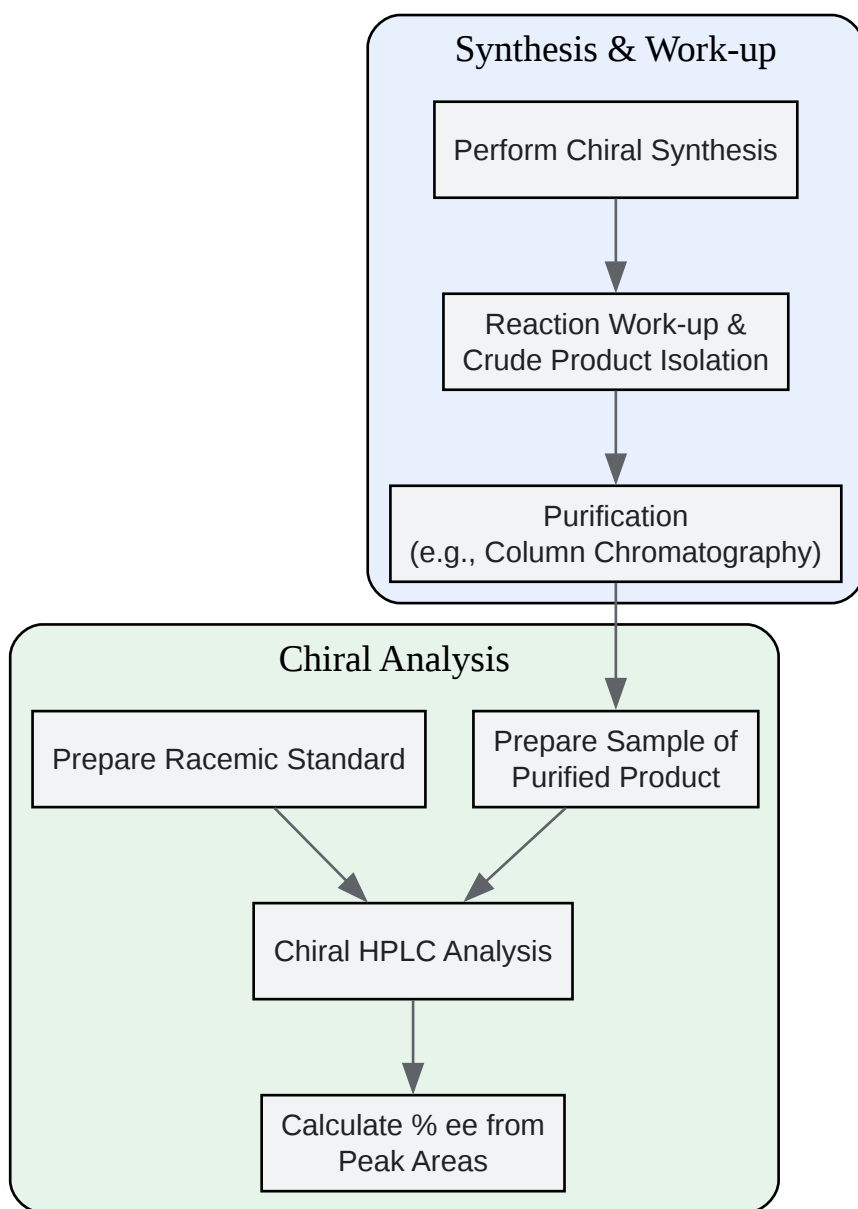 Synthesis & Work-up
Perform Chiral Synthesis
Reaction Work-up &
Crude Product Isolation
Purification
(e.g., Column Chromatography)
Chiral Analysis
Prepare Racemic Standard
Prepare Sample of
Purified Product
Chiral HPLC Analysis
Calculate % ee from
Peak Areas